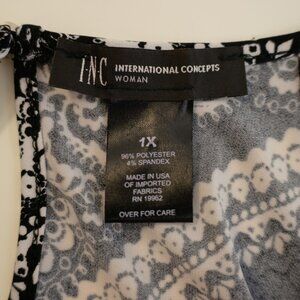 I·N·C INTERNATIONAL CONCEPTS
WOMAN
1X
96% POLYESTER
4% SPANDEX
MADE IN USA
OF IMPORTED
FABRICS
RN 19962
OVER FOR CARE